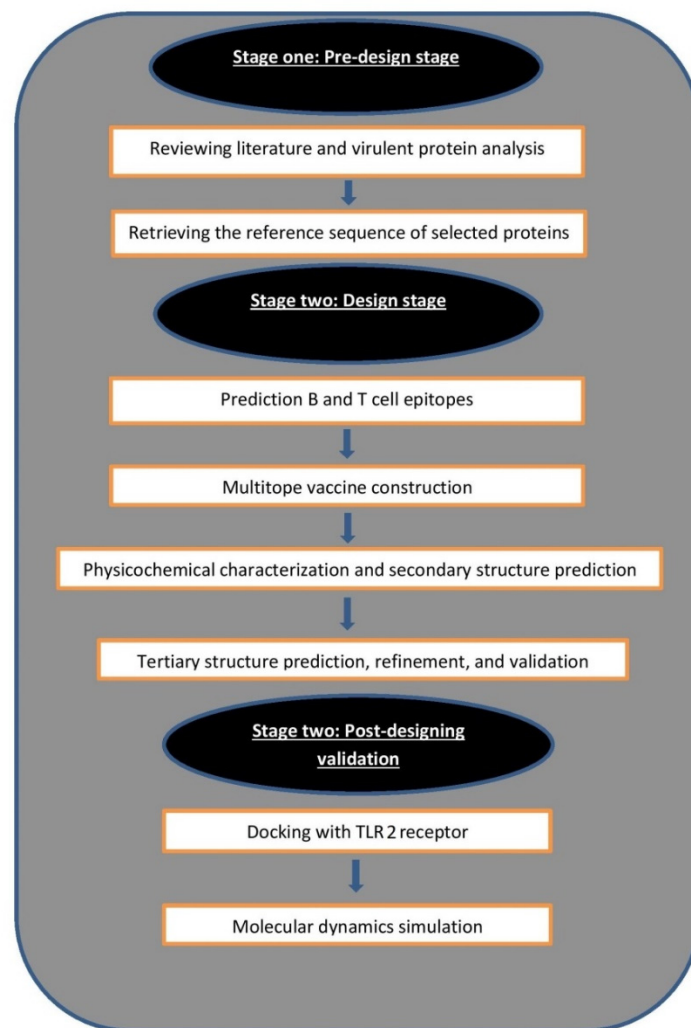 Stage one: Pre-design stage
Reviewing literature and virulent protein analysis
Retrieving the reference sequence of selected proteins
Stage two: Design stage
Prediction B and T cell epitopes
Multitope vaccine construction
Physicochemical characterization and secondary structure prediction
Tertiary structure prediction, refinement, and validation
Stage two: Post-designing
validation
Docking with TLR 2 receptor
Molecular dynamics simulation